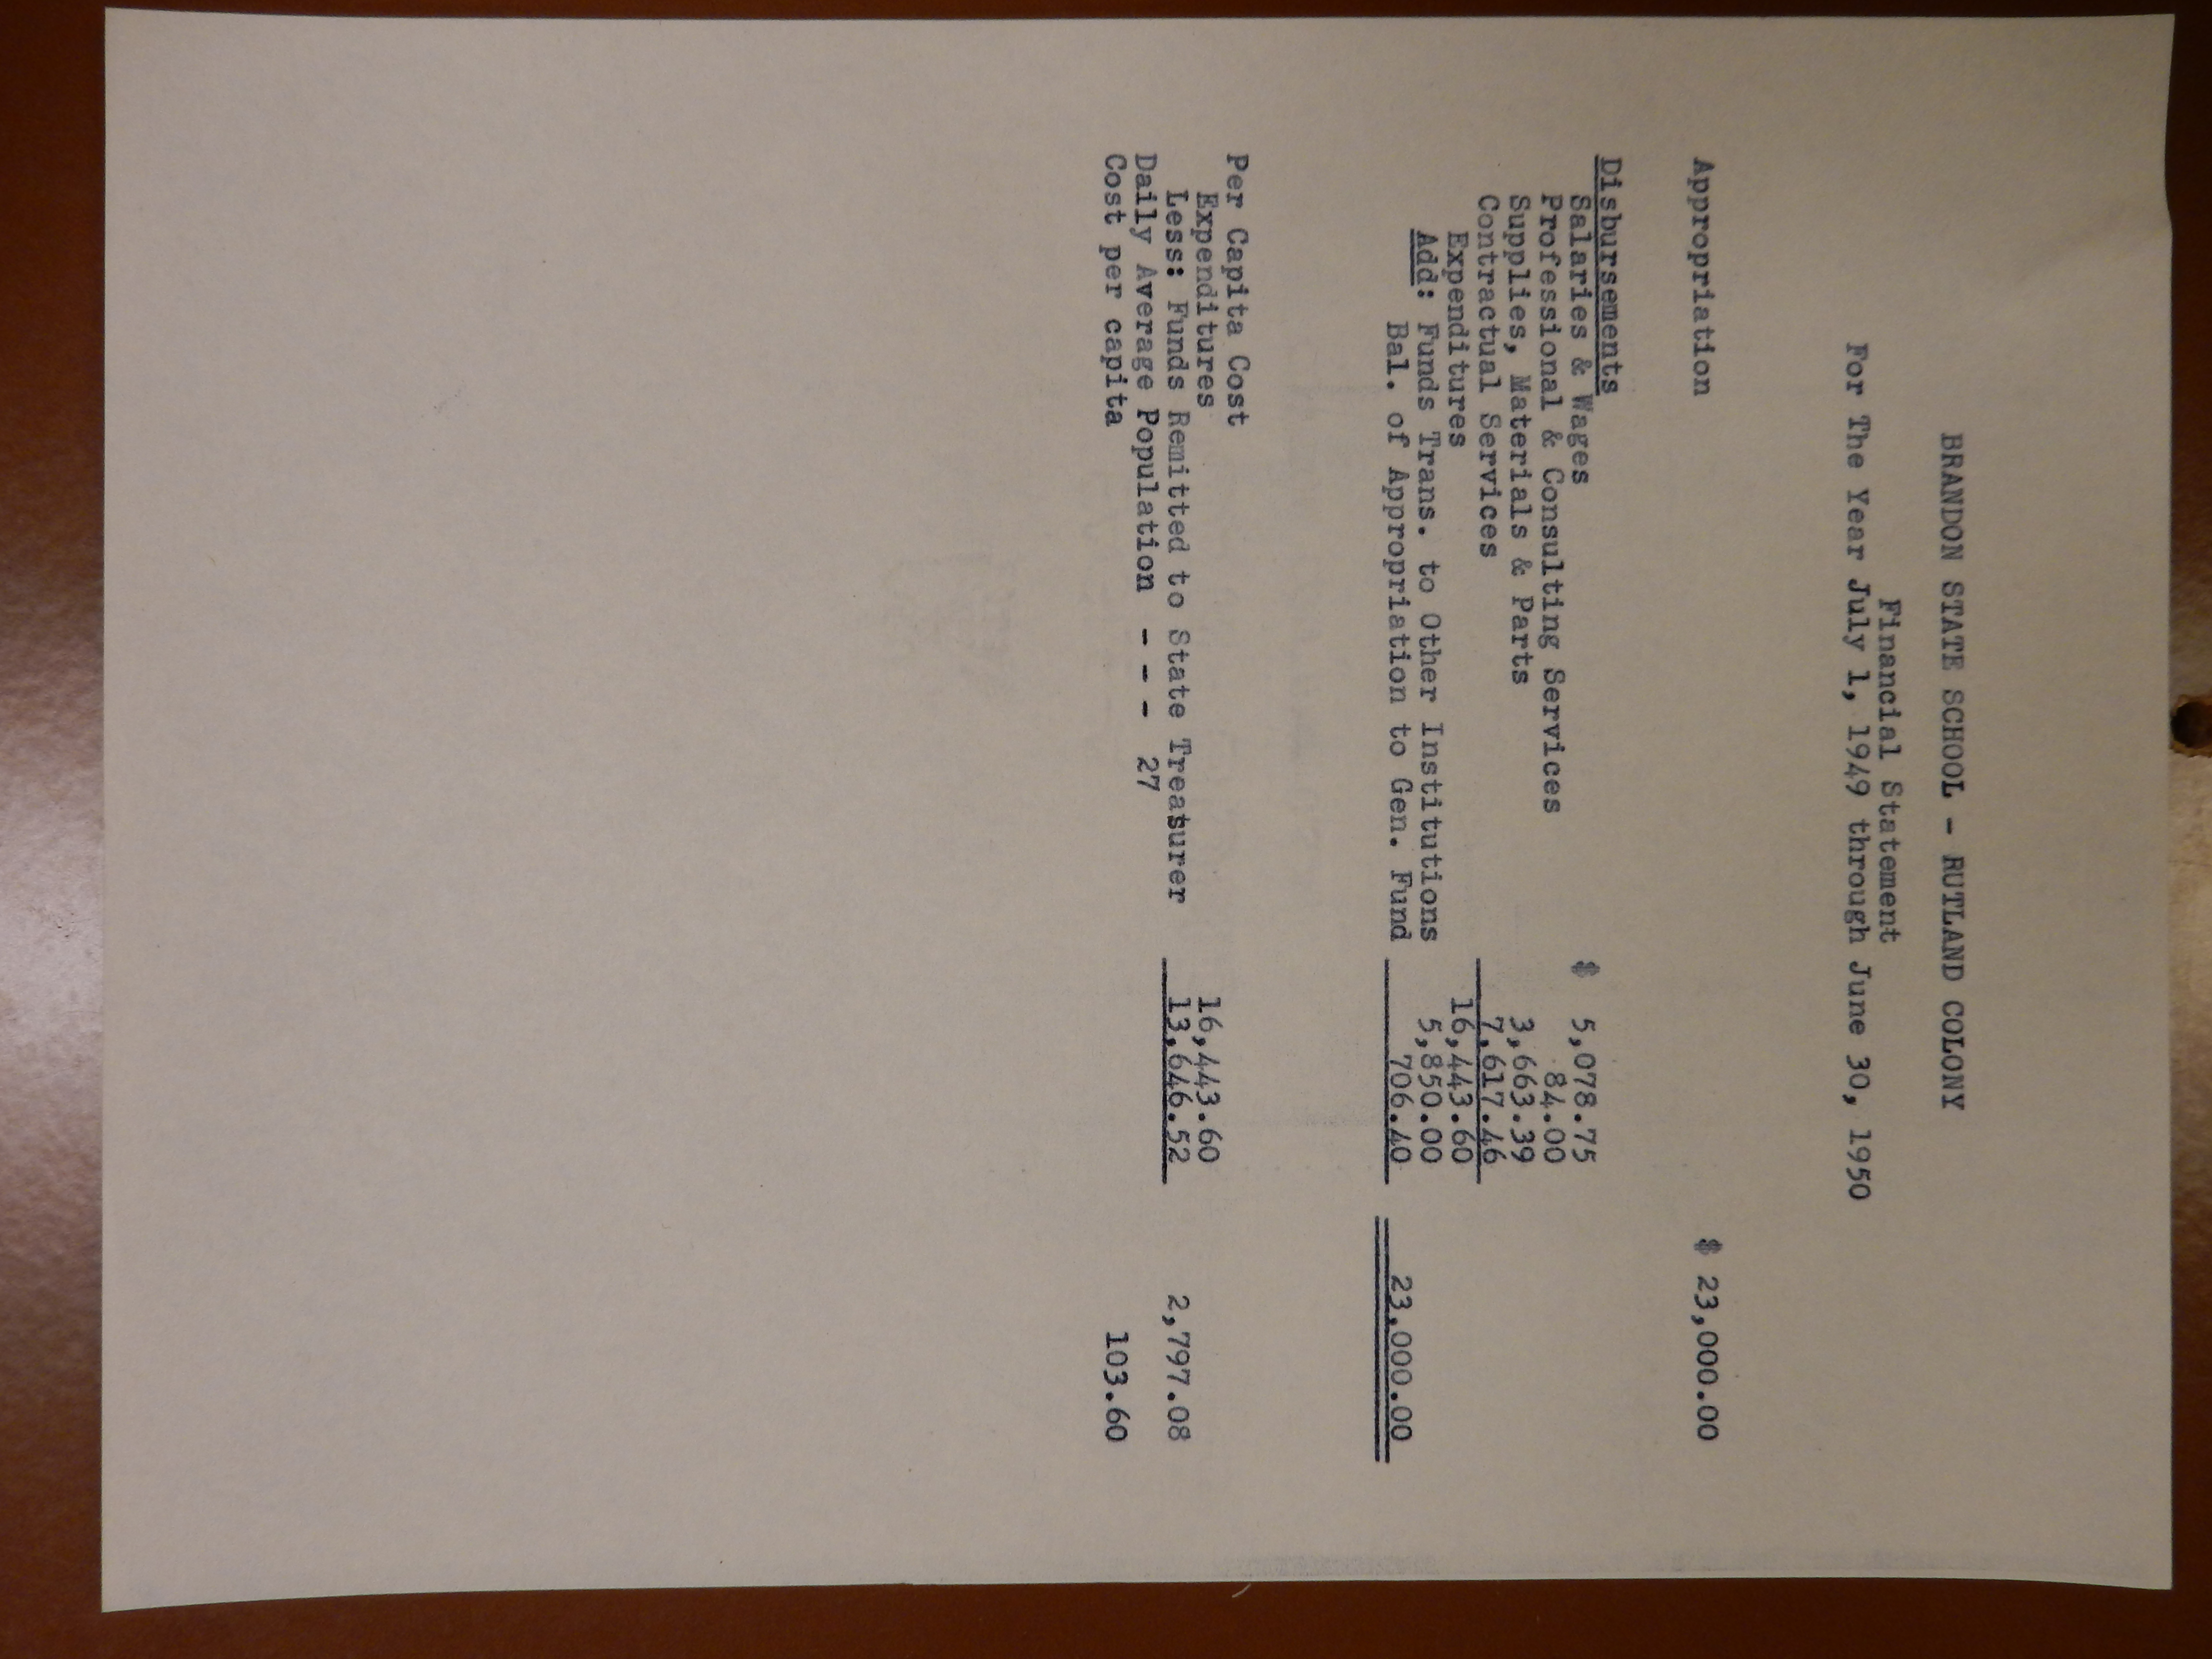 BRANDON STATE SCHOOL - RUTLAND COLONY
Financial Statement
For The Year July 1, 1949 through June 30, 1950
Appropriation $ 23,000.00
Disbursements
Salaries & Wages $ 5,078.75
Professional & Consulting Services 84.00
Supplies, Materials & Parts 3,663.39
Contractual Services 7,617.46
Expenditures 16,443.60
Add: Funds Trans. to Other Institutions 5,850.00
Bal. of Appropriation to Gen. Fund 706.40 23,000.00
Per Capita Cost
Expenditures 16,443.60
Less: Funds Remitted to State Treasurer 13,646.52 2,797.08
Daily Average Population - - - 27
Cost per capita 103.60